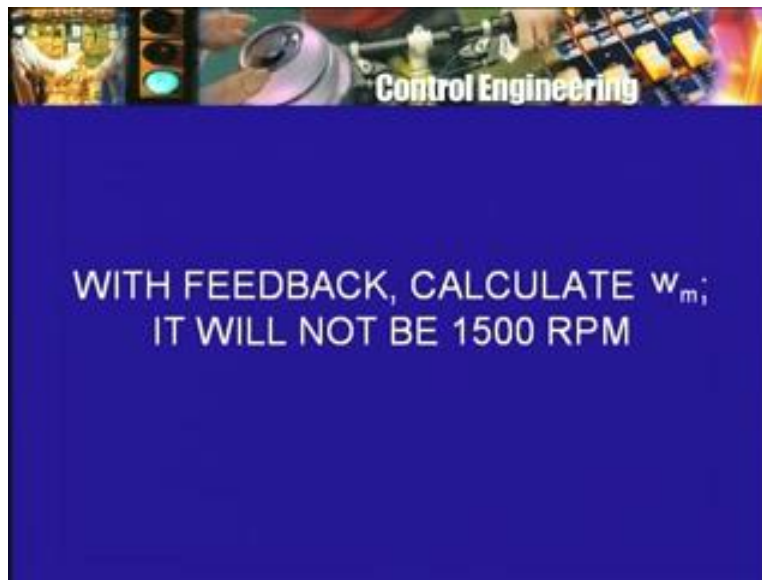 Control Engineering
WITH FEEDBACK, CALCULATE wm;
IT WILL NOT BE 1500 RPM